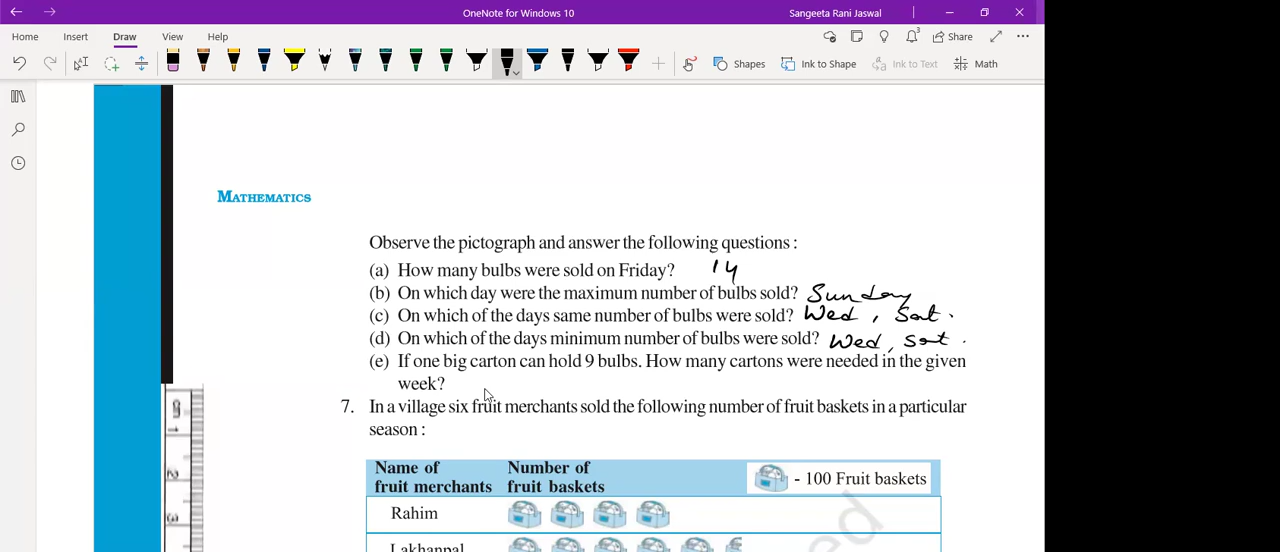 OneNote for Windows 10
Sangeeta Rani Jaswal
Home Insert Draw View Help
Share
Shapes Ink to Shape Ink to Text Math
MATHEMATICS
Observe the pictograph and answer the following questions :
(a) How many bulbs were sold on Friday? 14
(b) On which day were the maximum number of bulbs sold? Sunday
(c) On which of the days same number of bulbs were sold? Wed, Sat.
(d) On which of the days minimum number of bulbs were sold? Wed, Sat.
(e) If one big carton can hold 9 bulbs. How many cartons were needed in the given
week?
7. In a village six fruit merchants sold the following number of fruit baskets in a particular
season :
Name of
fruit merchants
Number of
fruit baskets
- 100 Fruit baskets
Rahim
Lakhanpal
cm
1
2
3